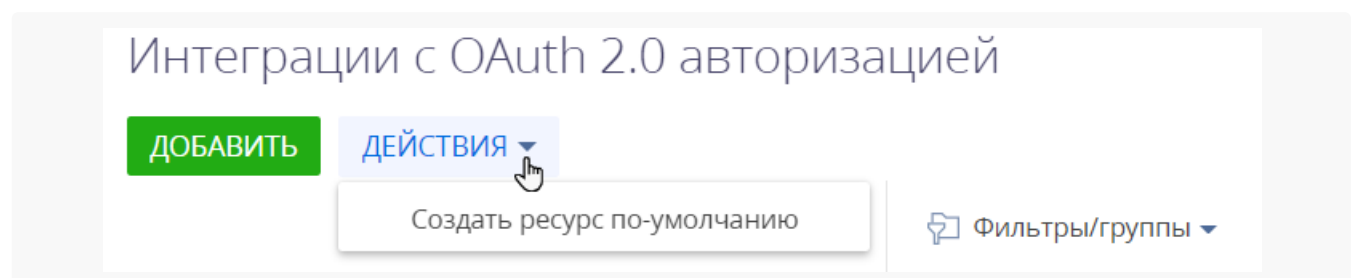 Интеграции с OAuth 2.0 авторизацией
ДОБАВИТЬ ДЕЙСТВИЯ
Создать ресурс по-умолчанию
Фильтры/группы